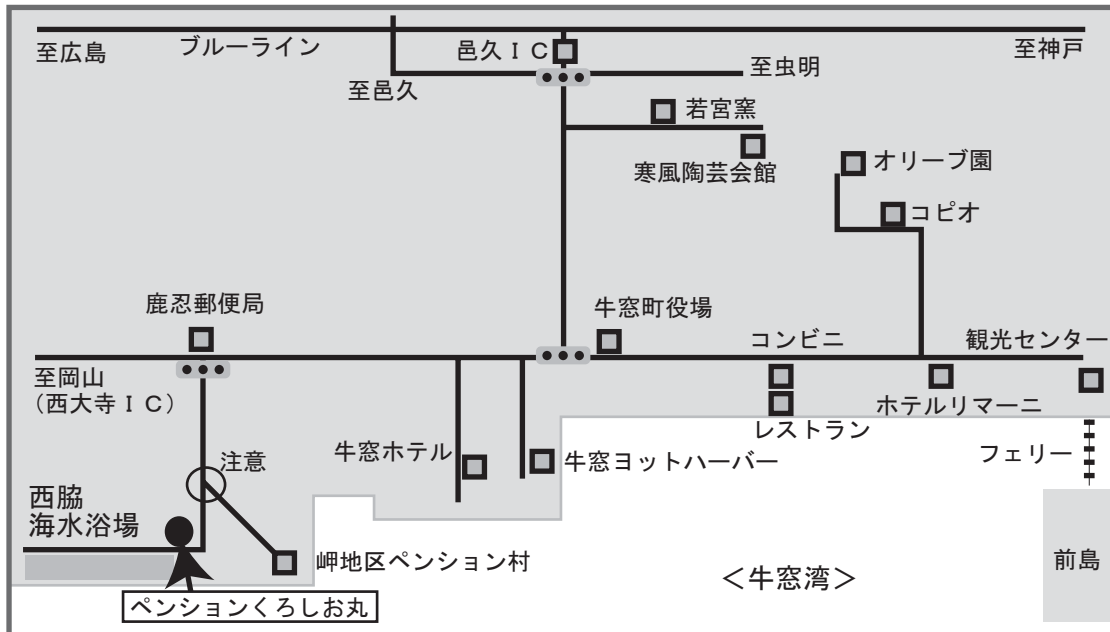 至広島
ブルーライン
邑久ＩＣ
至神戸
至邑久
至虫明
若宮窯
寒風陶芸会館
オリーブ園
コピオ
鹿忍郵便局
牛窓町役場
コンビニ
観光センター
至岡山
（西大寺ＩＣ）
ホテルリマーニ
レストラン
注意
牛窓ホテル
牛窓ヨットハーバー
フェリー
西脇
海水浴場
岬地区ペンション村
＜牛窓湾＞
前島
ペンションくろしお丸